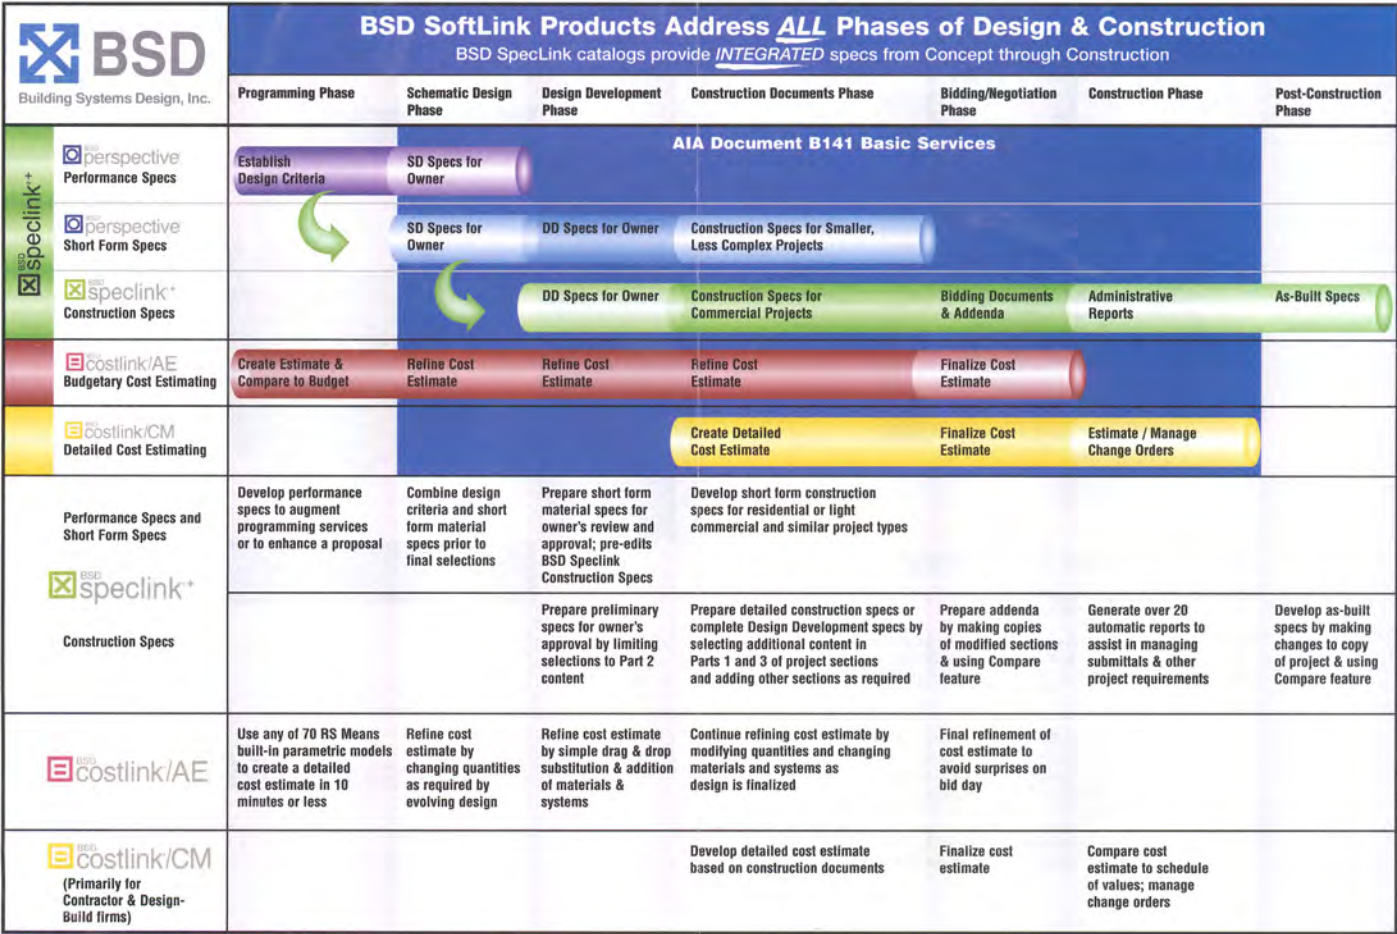 BSD
Building Systems Design, Inc.
BSD SoftLink Products Address ALL Phases of Design & Construction
BSD SpecLink catalogs provide INTEGRATED specs from Concept through Construction
Programming Phase
Schematic Design
Phase
Design Development
Phase
Construction Documents Phase
Bidding/Negotiation
Phase
Construction Phase
Post-Construction
Phase
AIA Document B141 Basic Services
BSD
speclink+
BSD
perspective
Performance Specs
Establish
Design Criteria
SD Specs for
Owner
BSD
perspective
Short Form Specs
SD Specs for
Owner
DD Specs for Owner
Construction Specs for Smaller,
Less Complex Projects
BSD
speclink+
Construction Specs
DD Specs for Owner
Construction Specs for
Commercial Projects
Bidding Documents
& Addenda
Administrative
Reports
As-Built Specs
BSD
costlink/AE
Budgetary Cost Estimating
Create Estimate &
Compare to Budget
Refine Cost
Estimate
Refine Cost
Estimate
Refine Cost
Estimate
Finalize Cost
Estimate
BSD
costlink/CM
Detailed Cost Estimating
Create Detailed
Cost Estimate
Finalize Cost
Estimate
Estimate / Manage
Change Orders
Performance Specs and
Short Form Specs
Develop performance
specs to augment
programming services
or to enhance a proposal
Combine design
criteria and short
form material
specs prior to
final selections
Prepare short form
material specs for
owner's review and
approval; pre-edits
BSD Speclink
Construction Specs
Develop short form construction
specs for residential or light
commercial and similar project types
BSD
speclink+
Construction Specs
Prepare preliminary
specs for owner's
approval by limiting
selections to Part 2
content
Prepare detailed construction specs or
complete Design Development specs by
selecting additional content in
Parts 1 and 3 of project sections
and adding other sections as required
Prepare addenda
by making copies
of modified sections
& using Compare
feature
Generate over 20
automatic reports to
assist in managing
submittals & other
project requirements
Develop as-built
specs by making
changes to copy
of project & using
Compare feature
BSD
costlink/AE
Use any of 70 RS Means
built-in parametric models
to create a detailed
cost estimate in 10
minutes or less
Refine cost
estimate by
changing quantities
as required by
evolving design
Refine cost estimate
by simple drag & drop
substitution & addition
of materials &
systems
Continue refining cost estimate by
modifying quantities and changing
materials and systems as
design is finalized
Final refinement of
cost estimate to
avoid surprises on
bid day
BSD
costlink/CM
(Primarily for
Contractor & Design-
Build firms)
Develop detailed cost estimate
based on construction documents
Finalize cost
estimate
Compare cost
estimate to schedule
of values; manage
change orders